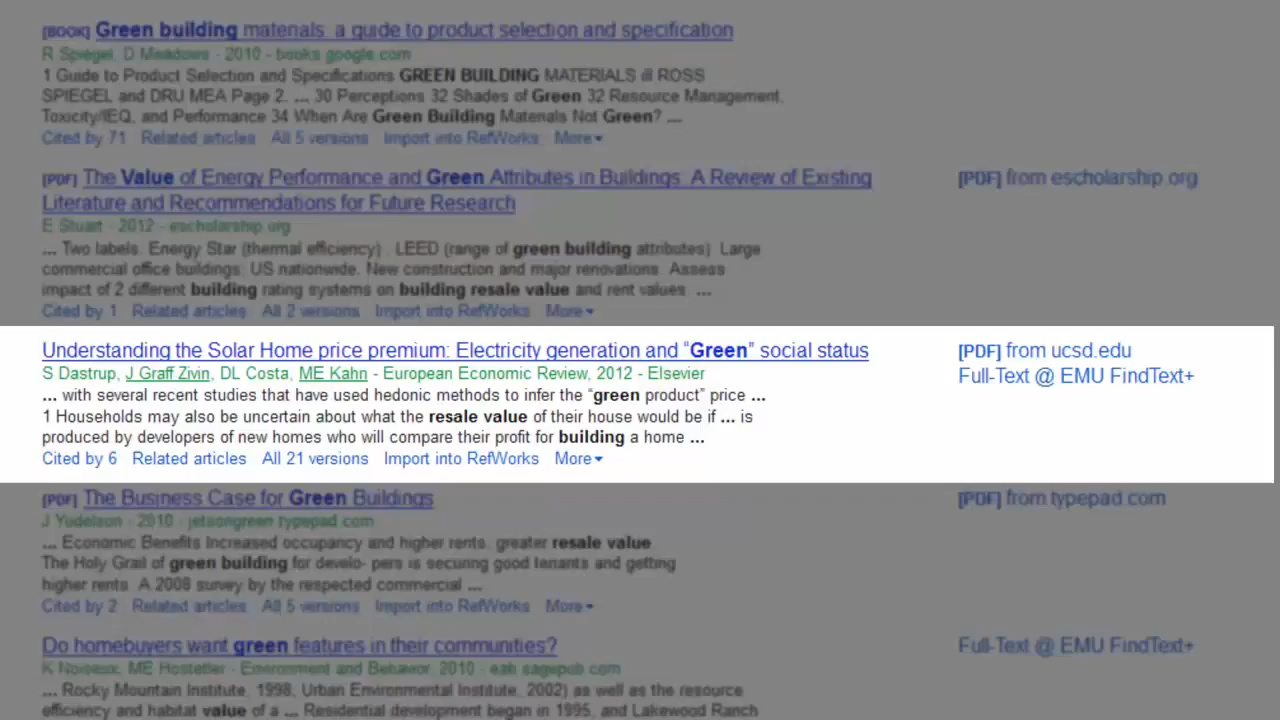 [BOOK] Green building materials: a guide to product selection and specification
R Spiegel, D Meadows - 2010 - books.google.com
1 Guide to Product Selection and Specifications GREEN BUILDING MATERIALS ill ROSS
SPIEGEL and DRU MEA Page 2. ... 30 Perceptions 32 Shades of Green 32 Resource Management,
Toxicity/IEQ, and Performance 34 When Are Green Building Materials Not Green? ...
Cited by 71 Related articles All 5 versions Import into RefWorks More
[PDF] The Value of Energy Performance and Green Attributes in Buildings: A Review of Existing
Literature and Recommendations for Future Research
[PDF] from escholarship.org
E Stuart - 2012 - escholarship.org
... Two labels: Energy Star (thermal efficiency) . LEED (range of green building attributes) Large
commercial office buildings; US nationwide. New construction and major renovations. Assess
impact of 2 different building rating systems on building resale value and rent values. ...
Cited by 1 Related articles All 2 versions Import into RefWorks More
Understanding the Solar Home price premium: Electricity generation and “Green” social status
[PDF] from ucsd.edu
S Dastrup, J Graff Zivin, DL Costa, ME Kahn - European Economic Review, 2012 - Elsevier
Full-Text @ EMU FindText+
... with several recent studies that have used hedonic methods to infer the “green product” price ...
1 Households may also be uncertain about what the resale value of their house would be if ... is
produced by developers of new homes who will compare their profit for building a home ...
Cited by 6 Related articles All 21 versions Import into RefWorks More
[PDF] The Business Case for Green Buildings
[PDF] from typepad.com
J Yudelson - 2010 - jetsongreen.typepad.com
... Economic Benefits Increased occupancy and higher rents, greater resale value
The Holy Grail of green building for develo- pers is securing good tenants and getting
higher rents. A 2008 survey by the respected commercial ...
Cited by 2 Related articles All 5 versions Import into RefWorks More
Do homebuyers want green features in their communities?
Full-Text @ EMU FindText+
K Noiseux, ME Hostetler - Environment and Behavior, 2010 - eab.sagepub.com
... Rocky Mountain Institute, 1998, Urban Environmental Institute, 2002) as well as the resource
efficiency and habitat value of a ... Residential development began in 1995, and Lakewood Ranch